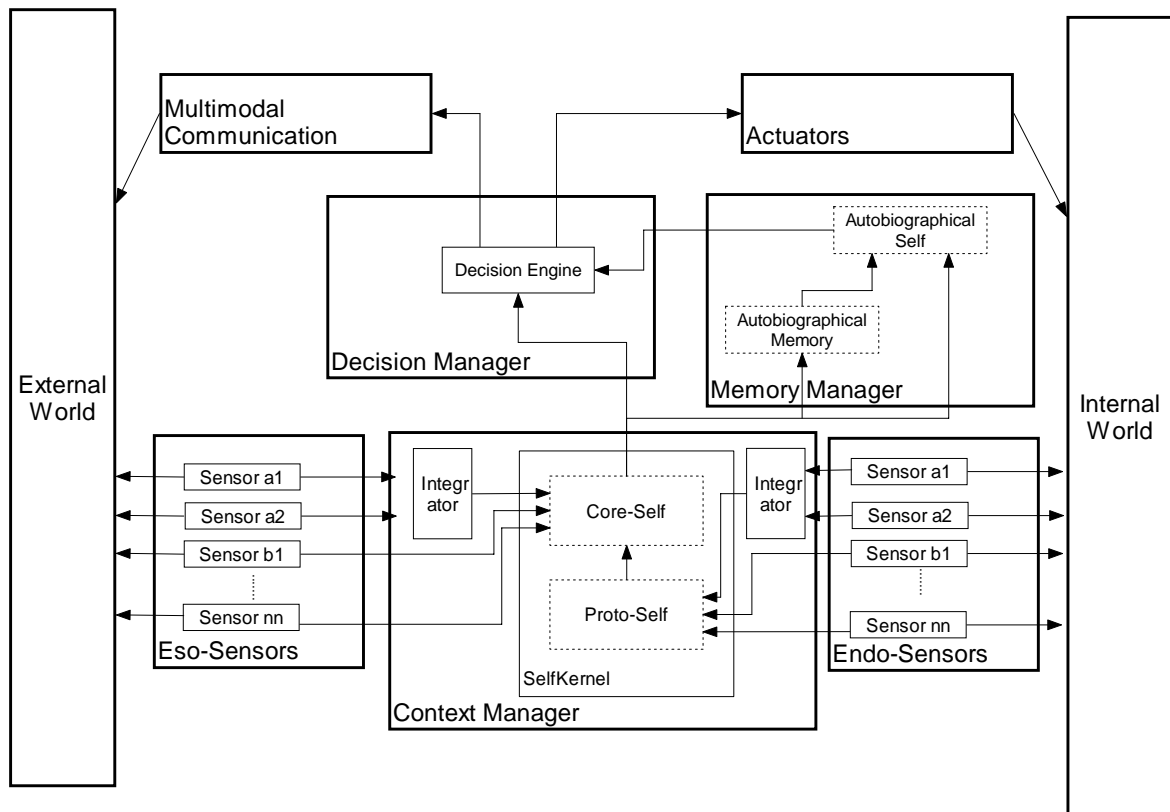 Multimodal
Communication
Actuators
Autobiographical
Self
Decision Engine
Autobiographical
Memory
Decision Manager
Memory Manager
External
World
Internal
World
Sensor a1
Sensor a2
Sensor b1
Sensor nn
Eso-Sensors
Integr
ator
Core-Self
Proto-Self
SelfKernel
Integr
ator
Context Manager
Sensor a1
Sensor a2
Sensor b1
Sensor nn
Endo-Sensors